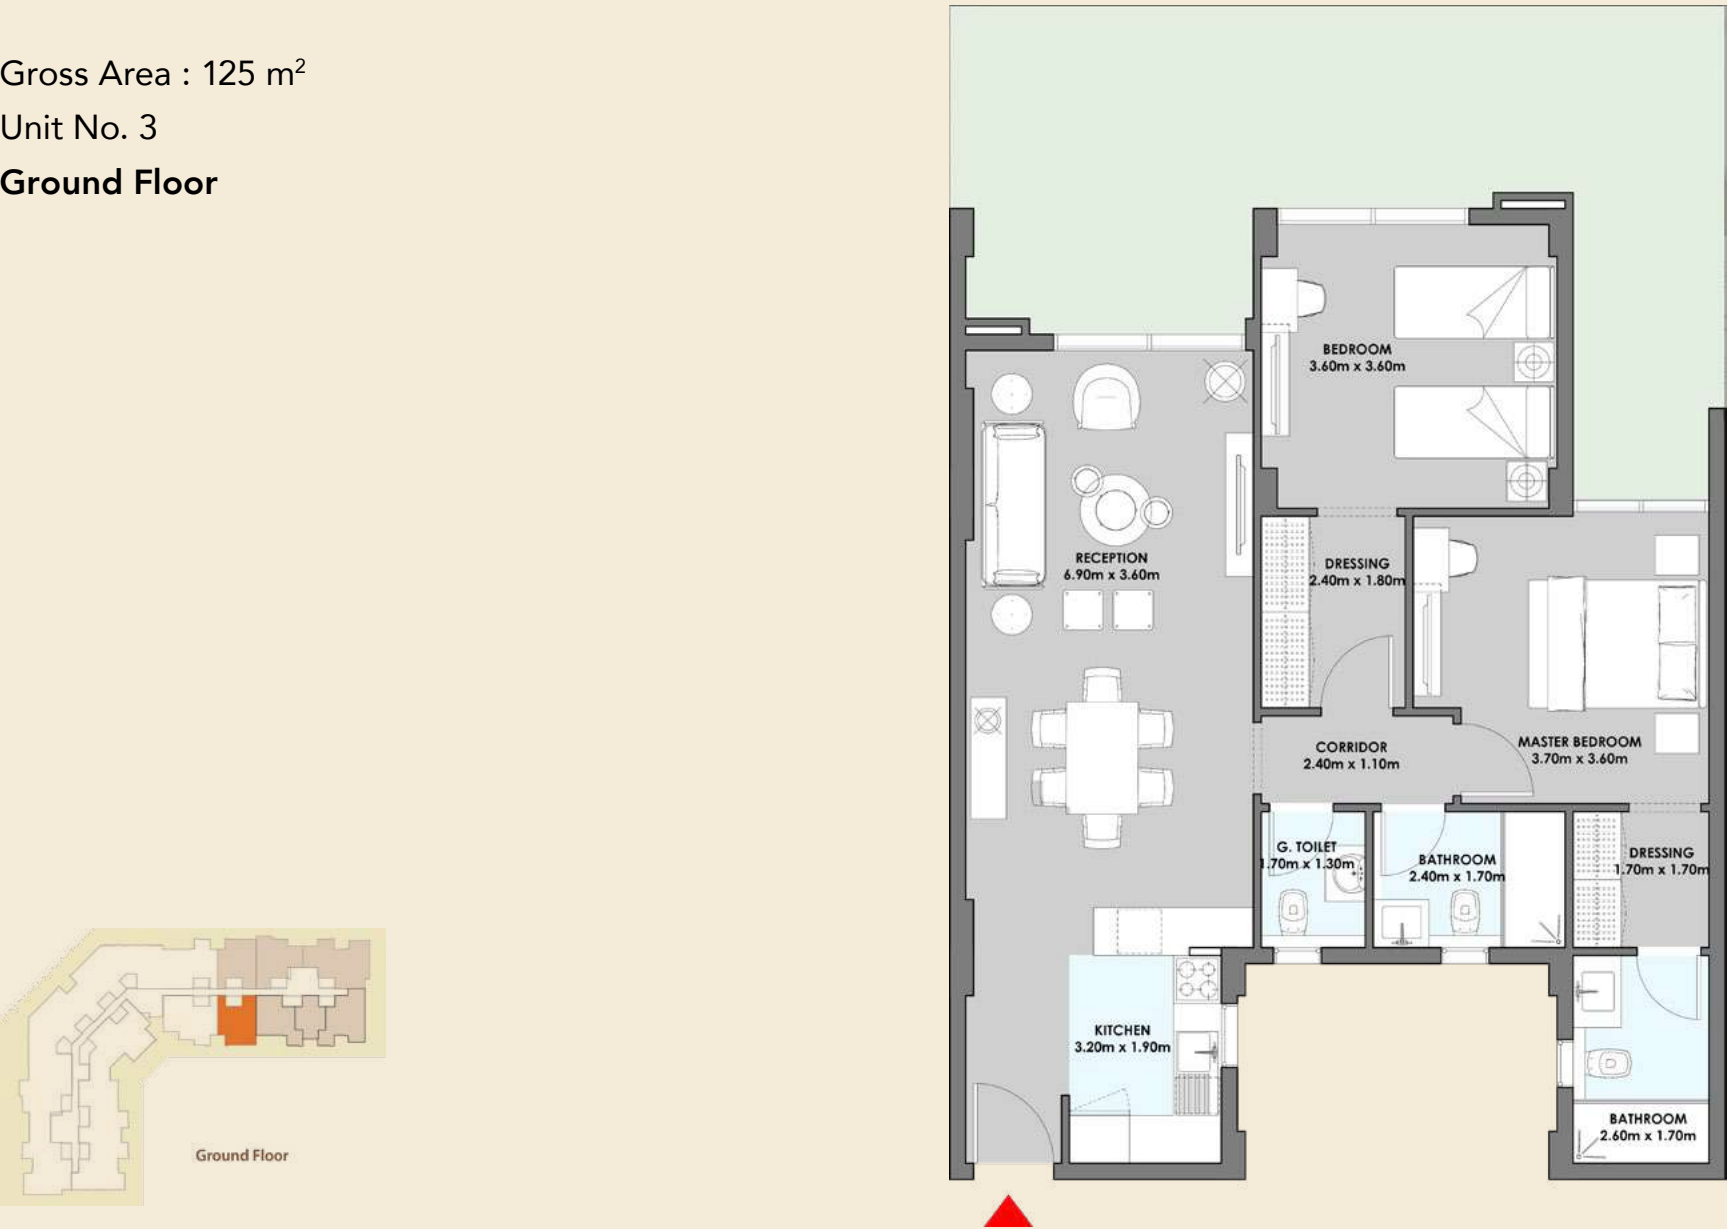 Gross Area : 125 m²
Unit No. 3
Ground Floor
BEDROOM
3.60m x 3.60m
RECEPTION
6.90m x 3.60m
DRESSING
2.40m x 1.80m
CORRIDOR
2.40m x 1.10m
MASTER BEDROOM
3.70m x 3.60m
G. TOILET
1.70m x 1.30m
BATHROOM
2.40m x 1.70m
DRESSING
1.70m x 1.70m
KITCHEN
3.20m x 1.90m
BATHROOM
2.60m x 1.70m
Ground Floor